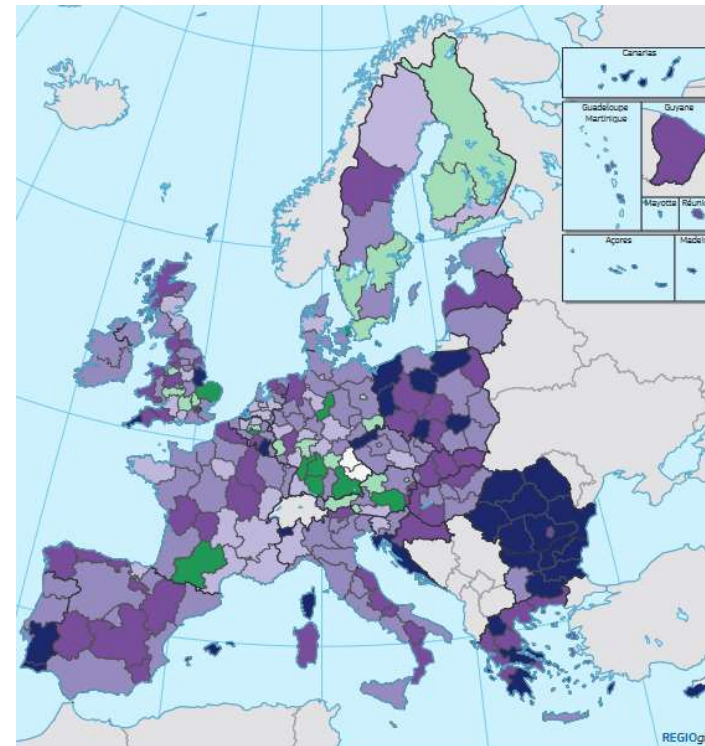 Canarias
Guadeloupe
Martinique
Guyane
Mayotte
Réunion
Açores
Madei
REGIOg